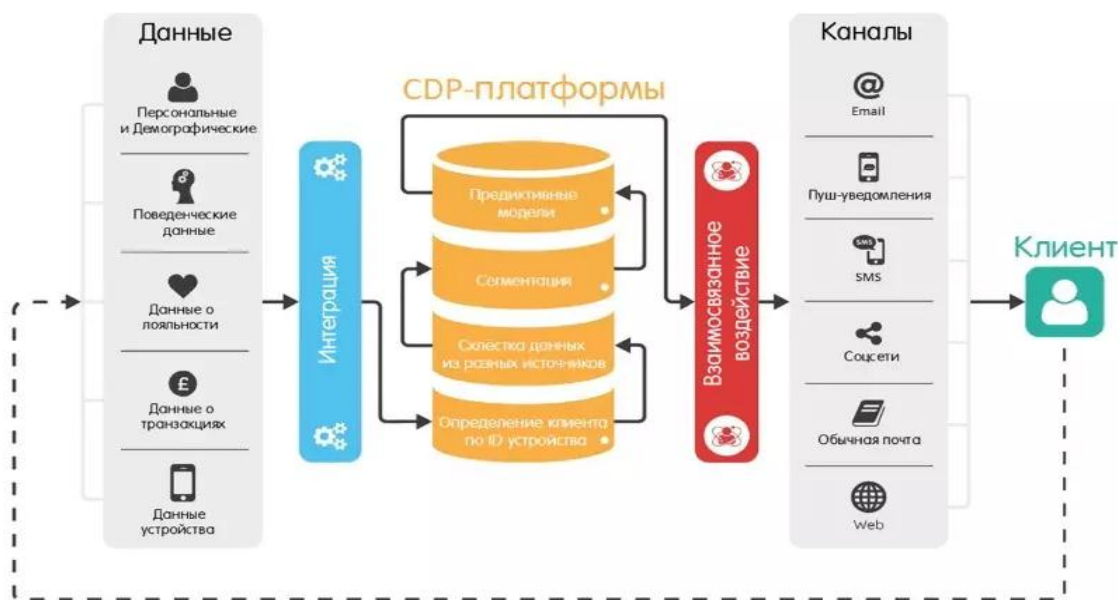 Данные
Персональные
и Демографические
Поведенческие
данные
Данные о
лояльности
£
Данные о
транзакциях
Данные
устройства
Интеграция
CDP-платформы
Предиктивные
модели
Сегментация
Склестка данных
из разных источников
Определение клиента
по ID устройства
Взаимосвязанное
воздействие
Каналы
@
Email
Пуш-уведомления
SMS
SMS
Соцсети
Обычная почта
Web
Клиент